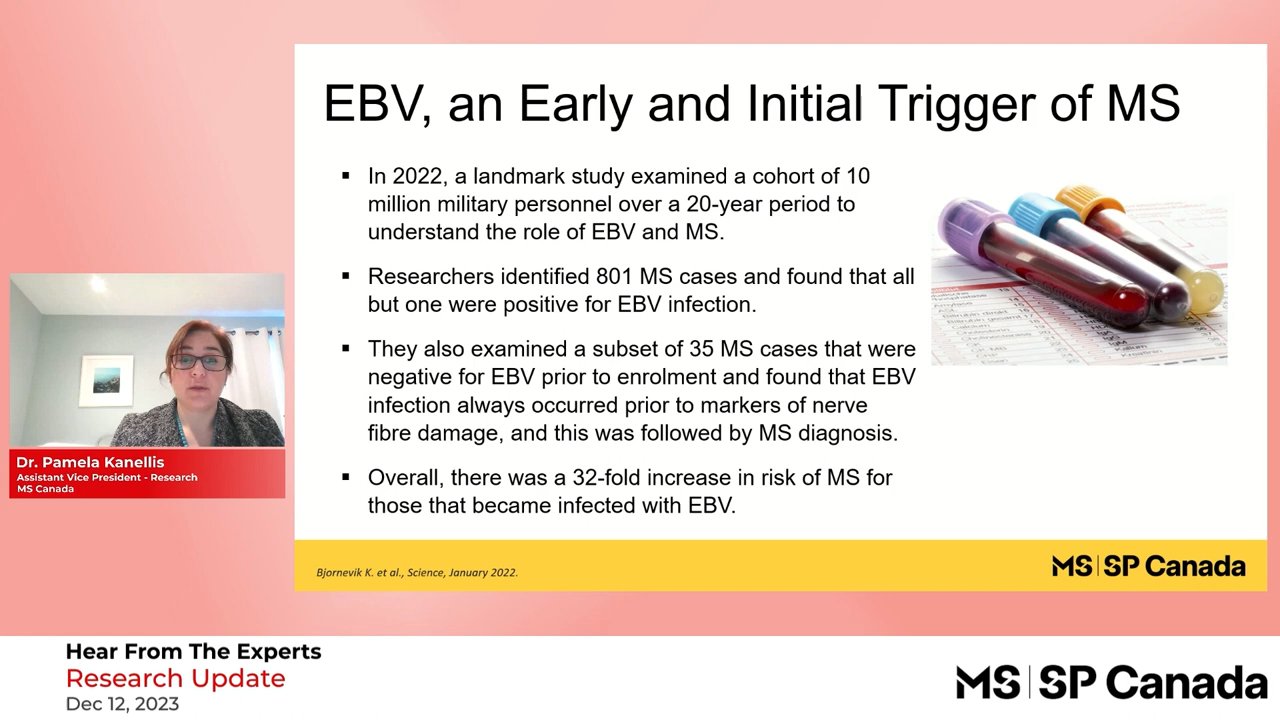 EBV, an Early and Initial Trigger of MS
▪ In 2022, a landmark study examined a cohort of 10
million military personnel over a 20-year period to
understand the role of EBV and MS.
▪ Researchers identified 801 MS cases and found that all
but one were positive for EBV infection.
▪ They also examined a subset of 35 MS cases that were
negative for EBV prior to enrolment and found that EBV
infection always occurred prior to markers of nerve
fibre damage, and this was followed by MS diagnosis.
▪ Overall, there was a 32-fold increase in risk of MS for
those that became infected with EBV.
Bjornevik K. et al., Science, January 2022.
MS | SP Canada
Dr. Pamela Kanellis
Assistant Vice President - Research
MS Canada
Hear From The Experts
Research Update
Dec 12, 2023
MS | SP Canada